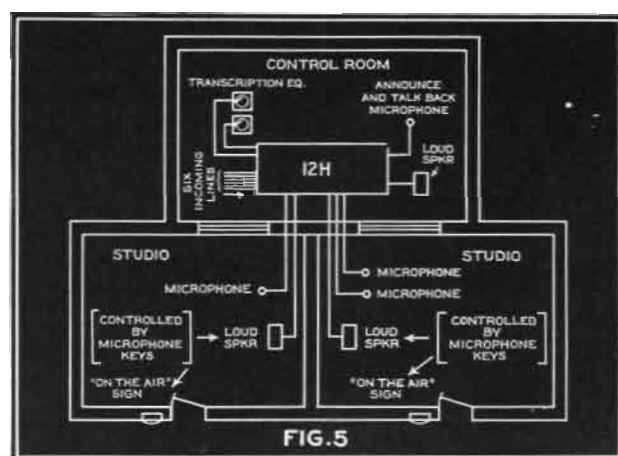 CONTROL ROOM
TRANSCRIPTION EQ.
ANNOUNCE
AND TALK BACK
MICROPHONE
LOUD
SPKR
12H
SIX
INCOMING
LINES
STUDIO
STUDIO
MICROPHONE
MICROPHONE
MICROPHONE
CONTROLLED
BY
MICROPHONE
KEYS
LOUD
SPKR
LOUD
SPKR
CONTROLLED
BY
MICROPHONE
KEYS
"ON THE AIR"
SIGN
"ON THE AIR"
SIGN
FIG.5